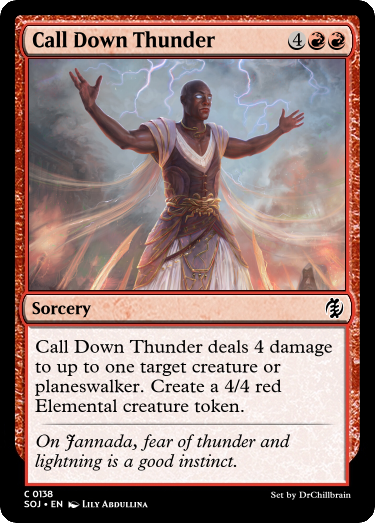 Call Down Thunder 4
Sorcery
Call Down Thunder deals 4 damage
to up to one target creature or
planeswalker. Create a 4/4 red
Elemental creature token.
On Jannada, fear of thunder and
lightning is a good instinct.
C 0138
SOJ • EN Lily Abdullina
Set by DrChillbrain